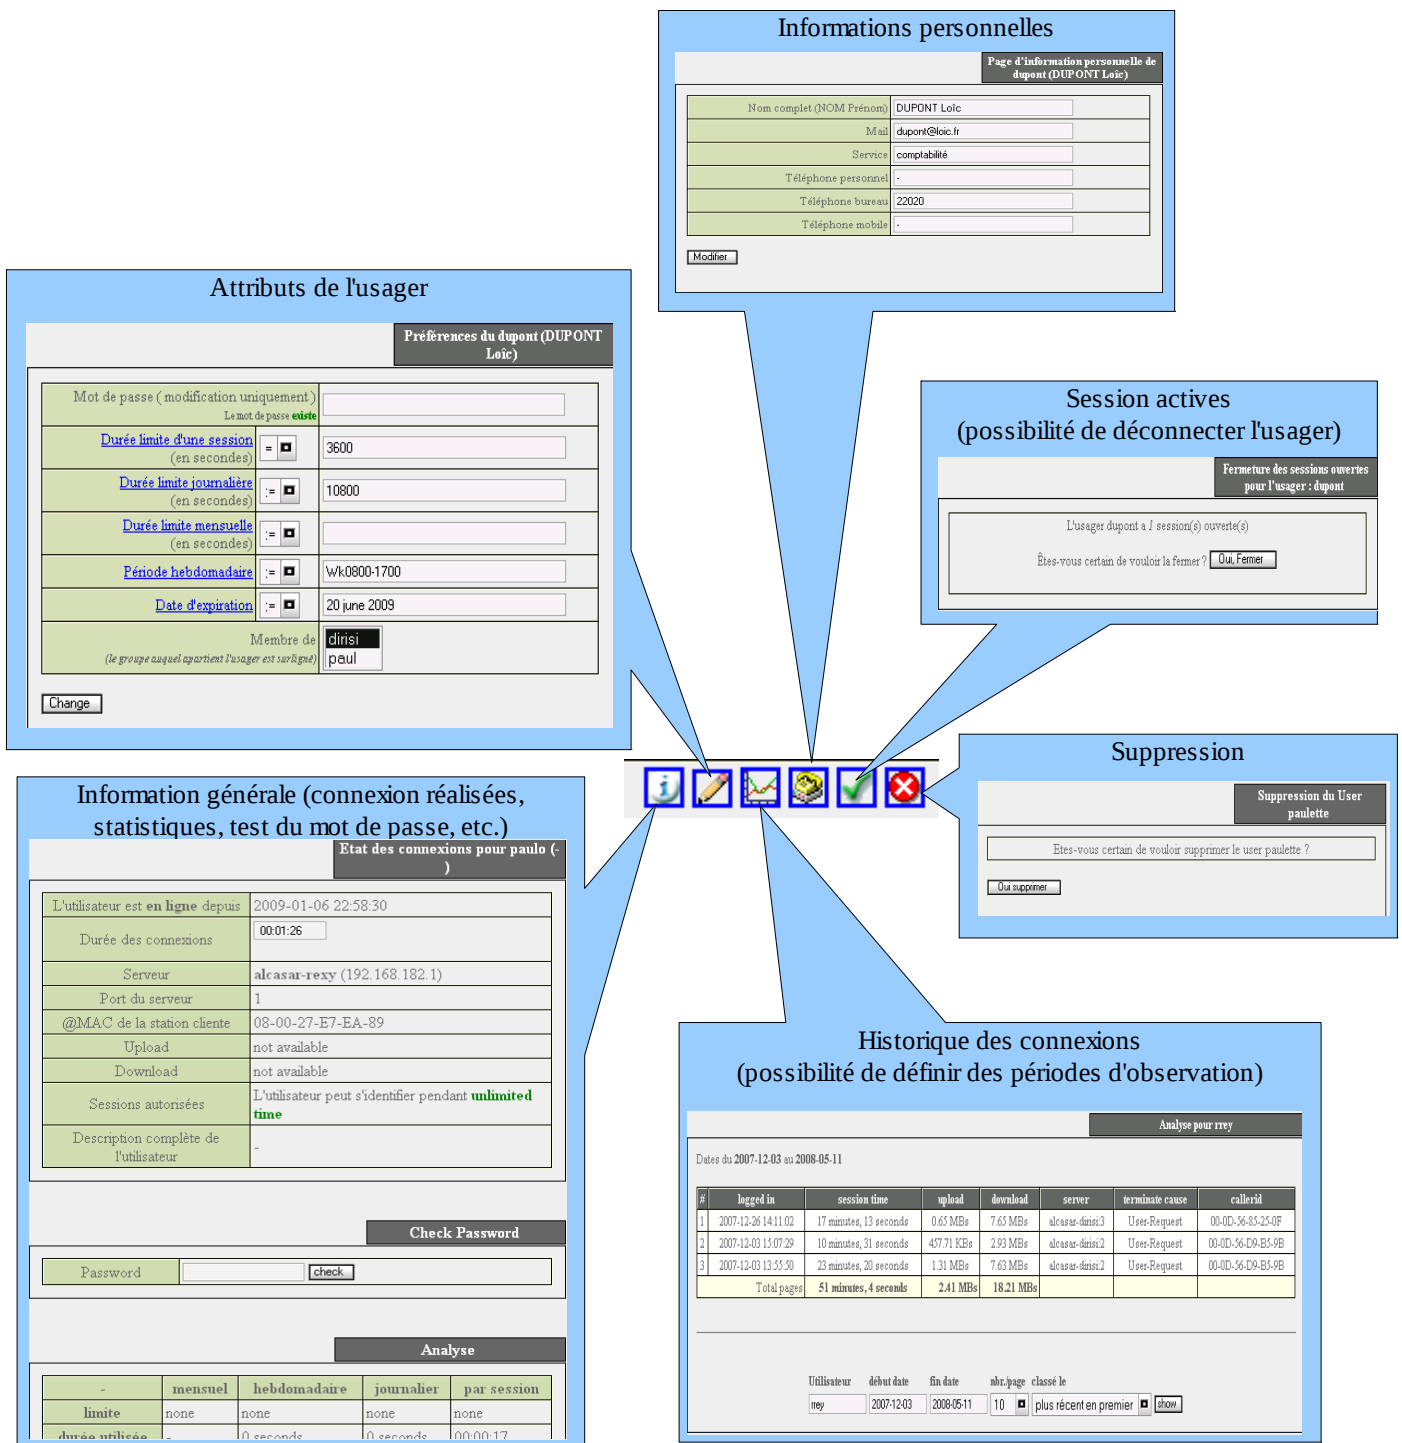 Informations personnelles
Page d'information personnelle de
dupont (DUPONT Loïc)
Nom complet (NOM Prénom) DUPONT Loïc
Mail dupont@loic.fr
Service comptabilité
Téléphone personnel -
Téléphone bureau 22020
Téléphone mobile -
Modifier
Attributs de l'usager
Préférences du dupont (DUPONT
Loïc)
Mot de passe ( modification uniquement )
Le mot de passe existe
Durée limite d'une session
(en secondes) = 3600
Durée limite journalière
(en secondes) := 10800
Durée limite mensuelle
(en secondes) :=
Période hebdomadaire := Wk0800-1700
Date d'expiration := 20 june 2009
Membre de
(le groupe auquel apartient l'usager est surligné)
dirisi
paul
Change
Session actives
(possibilité de déconnecter l'usager)
Fermeture des sessions ouvertes
pour l'usager : dupont
L'usager dupont a 1 session(s) ouverte(s)
Êtes-vous certain de vouloir la fermer ? Oui, Fermer
Suppression
Suppression du User
paulette
Etes-vous certain de vouloir supprimer le user paulette ?
Oui supprimer
Information générale (connexion réalisées,
statistiques, test du mot de passe, etc.)
Etat des connexions pour paulo (-
)
L'utilisateur est en ligne depuis 2009-01-06 22:58:30
Durée des connexions 00:01:26
Serveur alcasar-rexy (192.168.182.1)
Port du serveur 1
@MAC de la station cliente 08-00-27-E7-EA-89
Upload not available
Download not available
Sessions autorisées L'utilisateur peut s'identifier pendant unlimited
time
Description complète de
l'utilisateur -
Check Password
Password check
Analyse
- mensuel hebdomadaire journalier par session
limite none none none none
durée utilisée - 0 seconds 0 seconds 00:00:17
Historique des connexions
(possibilité de définir des périodes d'observation)
Analyse pour rrey
Dates du 2007-12-03 au 2008-05-11
# logged in session time upload download server terminate cause callerid
1 2007-12-26 14:11:02 17 minutes, 13 seconds 0.65 MBs 7.65 MBs alcasar-dirisi:3 User-Request 00-0D-56-85-25-0F
2 2007-12-03 15:07:29 10 minutes, 31 seconds 457.71 KBs 2.93 MBs alcasar-dirisi:2 User-Request 00-0D-56-D9-B5-9B
3 2007-12-03 13:55:50 23 minutes, 20 seconds 1.31 MBs 7.63 MBs alcasar-dirisi:2 User-Request 00-0D-56-D9-B5-9B
Total pages 51 minutes, 4 seconds 2.41 MBs 18.21 MBs
Utilisateur début date fin date nbr./page classé le
rrey 2007-12-03 2008-05-11 10 plus récent en premier show